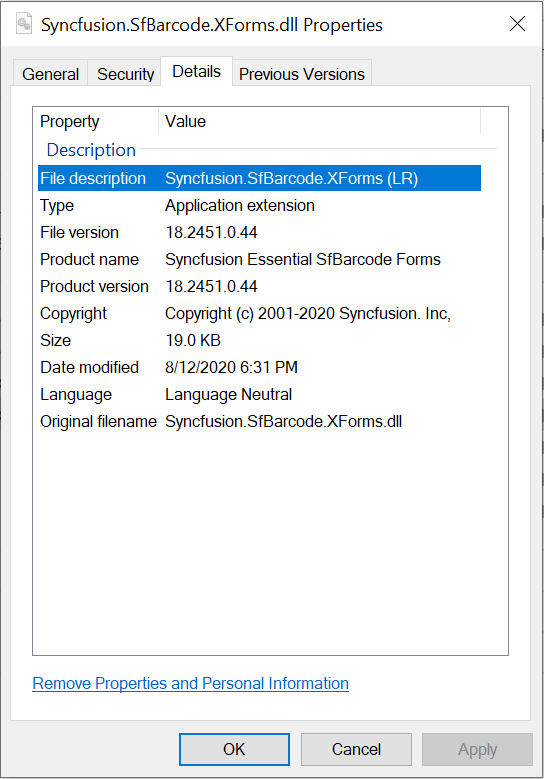 Syncfusion.SfBarcode.XForms.dll Properties
General Security Details Previous Versions
Property Value
Description
File description Syncfusion.SfBarcode.XForms (LR)
Type Application extension
File version 18.2451.0.44
Product name Syncfusion Essential SfBarcode Forms
Product version 18.2451.0.44
Copyright Copyright (c) 2001-2020 Syncfusion. Inc,
Size 19.0 KB
Date modified 8/12/2020 6:31 PM
Language Language Neutral
Original filename Syncfusion.SfBarcode.XForms.dll
Remove Properties and Personal Information
OK Cancel Apply